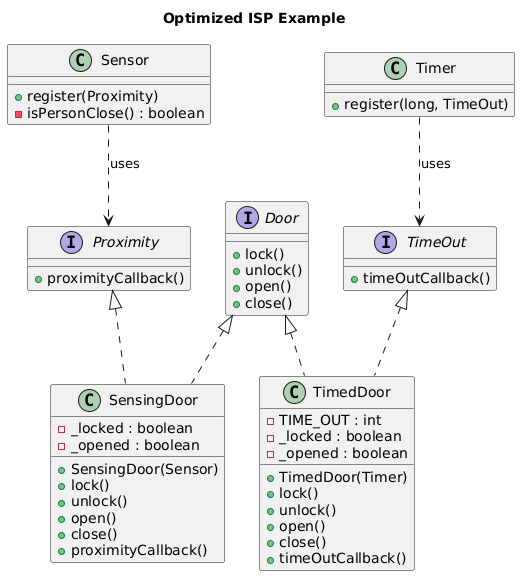 Optimized ISP Example
C Sensor
register(Proximity)
isPersonClose() : boolean
C Timer
register(long, TimeOut)
uses
uses
I Proximity
proximityCallback()
I Door
lock()
unlock()
open()
close()
I TimeOut
timeOutCallback()
C SensingDoor
_locked : boolean
_opened : boolean
SensingDoor(Sensor)
lock()
unlock()
open()
close()
proximityCallback()
C TimedDoor
TIME_OUT : int
_locked : boolean
_opened : boolean
TimedDoor(Timer)
lock()
unlock()
open()
close()
timeOutCallback()